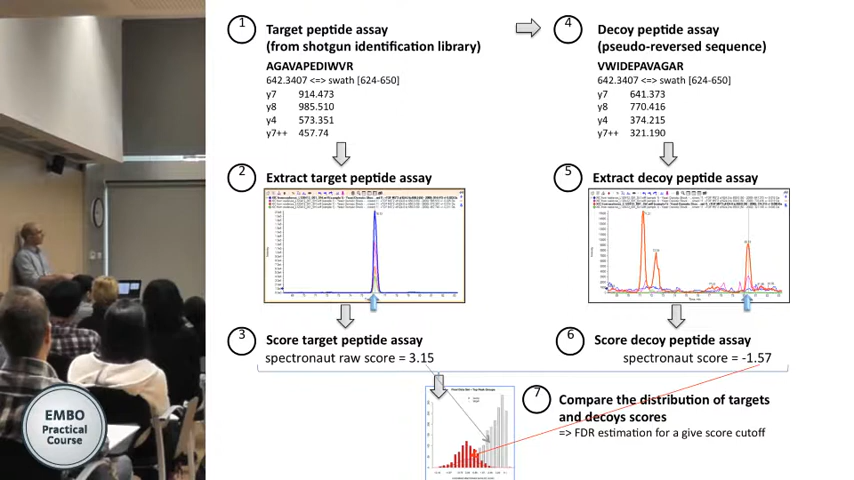 1
Target peptide assay
(from shotgun identification library)
AGAVAPEDIWVR
642.3407 <=> swath [624-650]
y7 914.473
y8 985.510
y4 573.351
y7++ 457.74
2
Extract target peptide assay
3
Score target peptide assay
spectronaut raw score = 3.15
4
Decoy peptide assay
(pseudo-reversed sequence)
VWIDEPAVAGAR
642.3407 <=> swath [624-650]
y7 641.373
y8 770.416
y4 374.215
y7++ 321.190
5
Extract decoy peptide assay
6
Score decoy peptide assay
spectronaut score = -1.57
7
Compare the distribution of targets
and decoys scores
=> FDR estimation for a give score cutoff
EMBO
Practical
Course